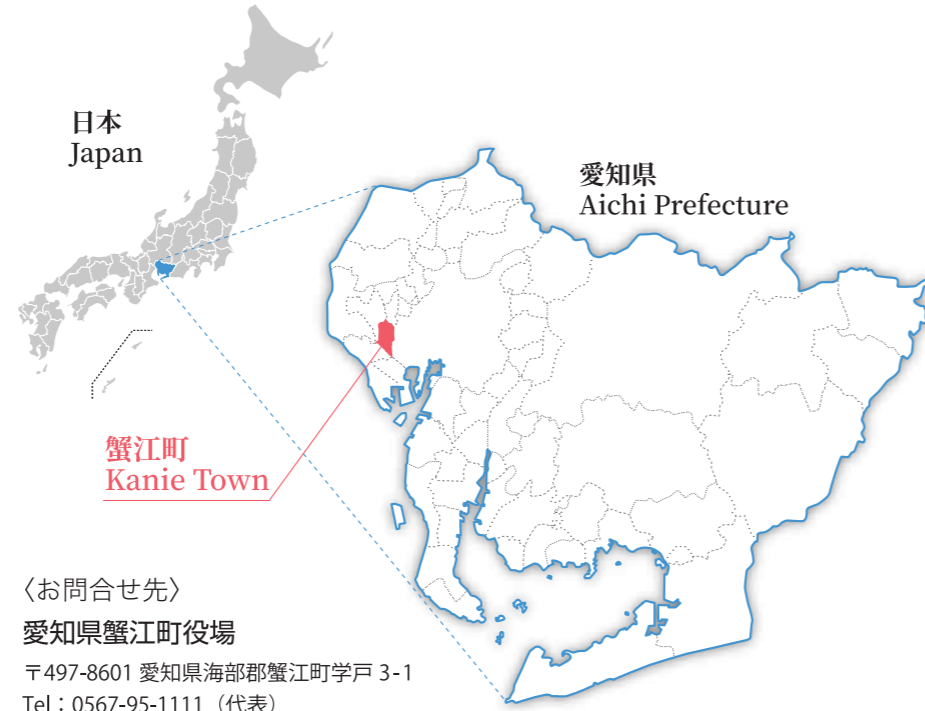 日本
Japan
愛知県
Aichi Prefecture
蟹江町
Kanie Town
〈お問合せ先〉
愛知県蟹江町役場
〒497-8601 愛知県海部郡蟹江町学戸 3-1
Tel：0567-95-1111（代表）